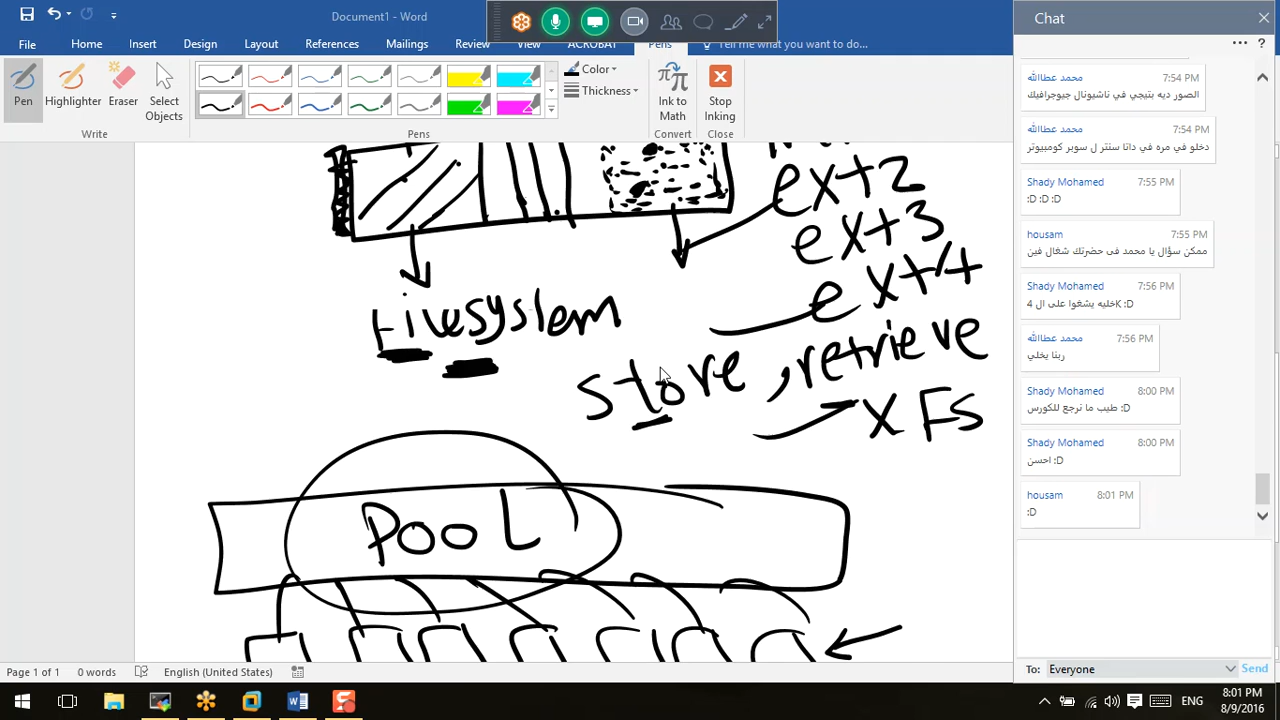 Document1 - Word
File
Home
Insert
Design
Layout
References
Mailings
Review
View
ACROBAT
Pens
Tell me what you want to do...
Pen
Highlighter
Eraser
Select Objects
Color
Thickness
Ink to Math
Stop Inking
Write
Pens
Convert
Close
ext2
ext3
ext4
Filesystem
store, retrieve
XFS
POOL
Chat
محمد عطاالله 7:54 PM
الصور ديه بتيجي في ناشيونال جيوجرافيك
محمد عطاالله 7:54 PM
دخلو في مره في داتا سنتر ل سوبر كومبيوتر
Shady Mohamed 7:55 PM
:D :D :D
housam 7:55 PM
ممكن سؤال يا محمد فى حضرتك شغال فين
Shady Mohamed 7:56 PM
خليه يشغوا على ال 4K :D
محمد عطاالله 7:56 PM
ربنا يخلي
Shady Mohamed 8:00 PM
طيب ما ترجع للكورس :D
Shady Mohamed 8:00 PM
احسن :D
housam 8:01 PM
:D
To: Everyone
Send
Page 1 of 1
0 words
English (United States)
ENG
8:01 PM
8/9/2016